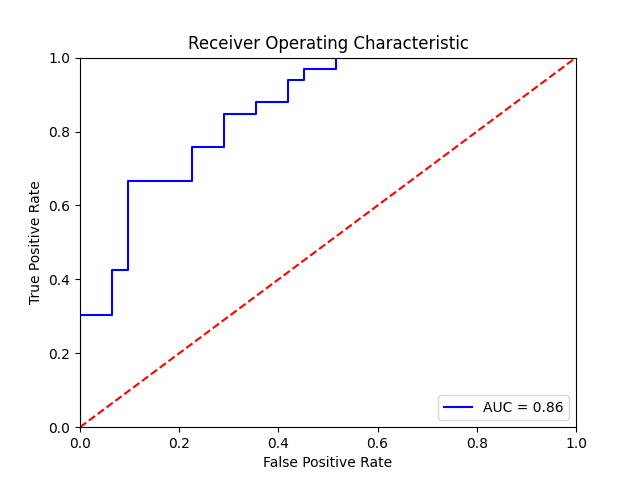 Receiver Operating Characteristic
1.0
0.8
0.6
0.4
0.2
0.0
True Positive Rate
AUC = 0.86
0.0 0.2 0.4 0.6 0.8 1.0
False Positive Rate